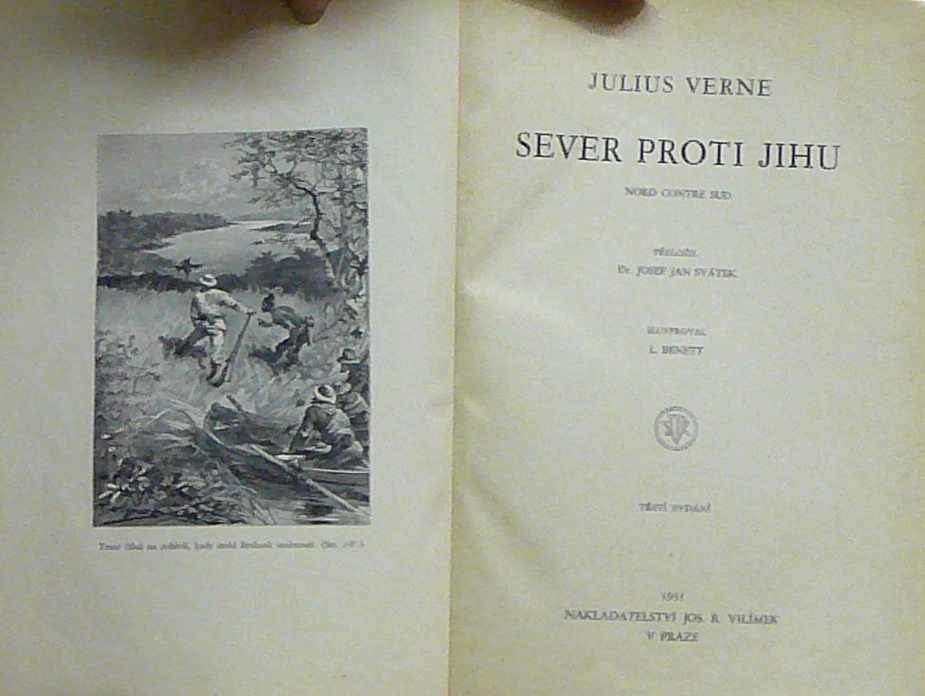 JULIUS VERNE
SEVER PROTI JIHU
NORD CONTRE SUD
PŘELOŽIL
Dr. JOSEF JAN SVÁTEK
ILUSTROVAL
L. BENETT
TŘETÍ VYDÁNÍ
NAKLADATELSTVÍ JOS. R. VILÍMEK
V PRAZE